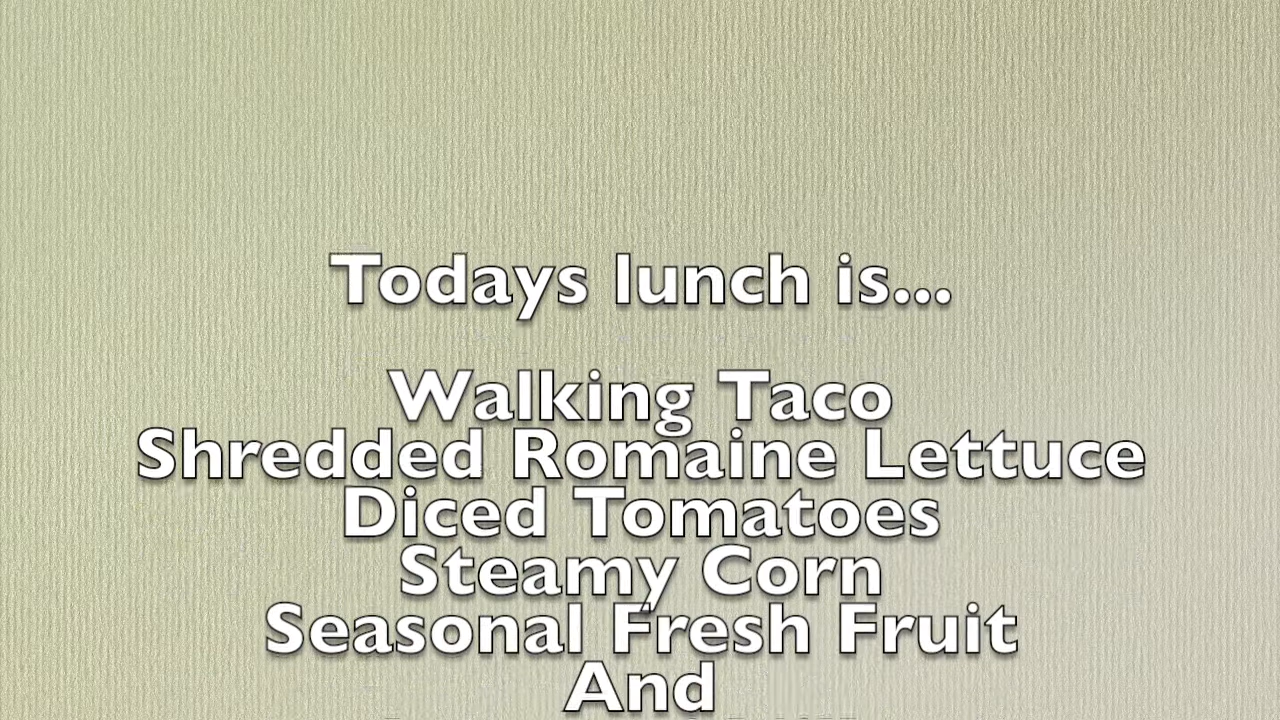 Todays lunch is...
Walking Taco
Shredded Romaine Lettuce
Diced Tomatoes
Steamy Corn
Seasonal Fresh Fruit
And